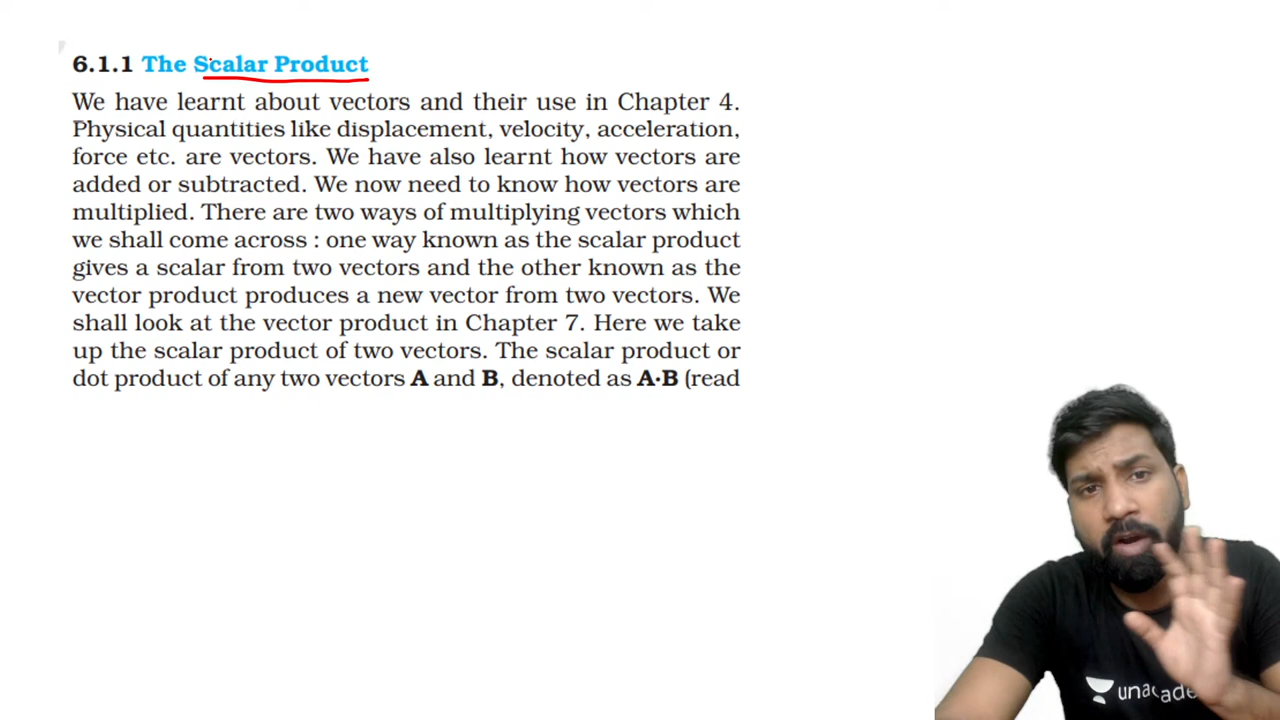 6.1.1 The Scalar Product
We have learnt about vectors and their use in Chapter 4.
Physical quantities like displacement, velocity, acceleration,
force etc. are vectors. We have also learnt how vectors are
added or subtracted. We now need to know how vectors are
multiplied. There are two ways of multiplying vectors which
we shall come across : one way known as the scalar product
gives a scalar from two vectors and the other known as the
vector product produces a new vector from two vectors. We
shall look at the vector product in Chapter 7. Here we take
up the scalar product of two vectors. The scalar product or
dot product of any two vectors A and B, denoted as A·B (read
unacade